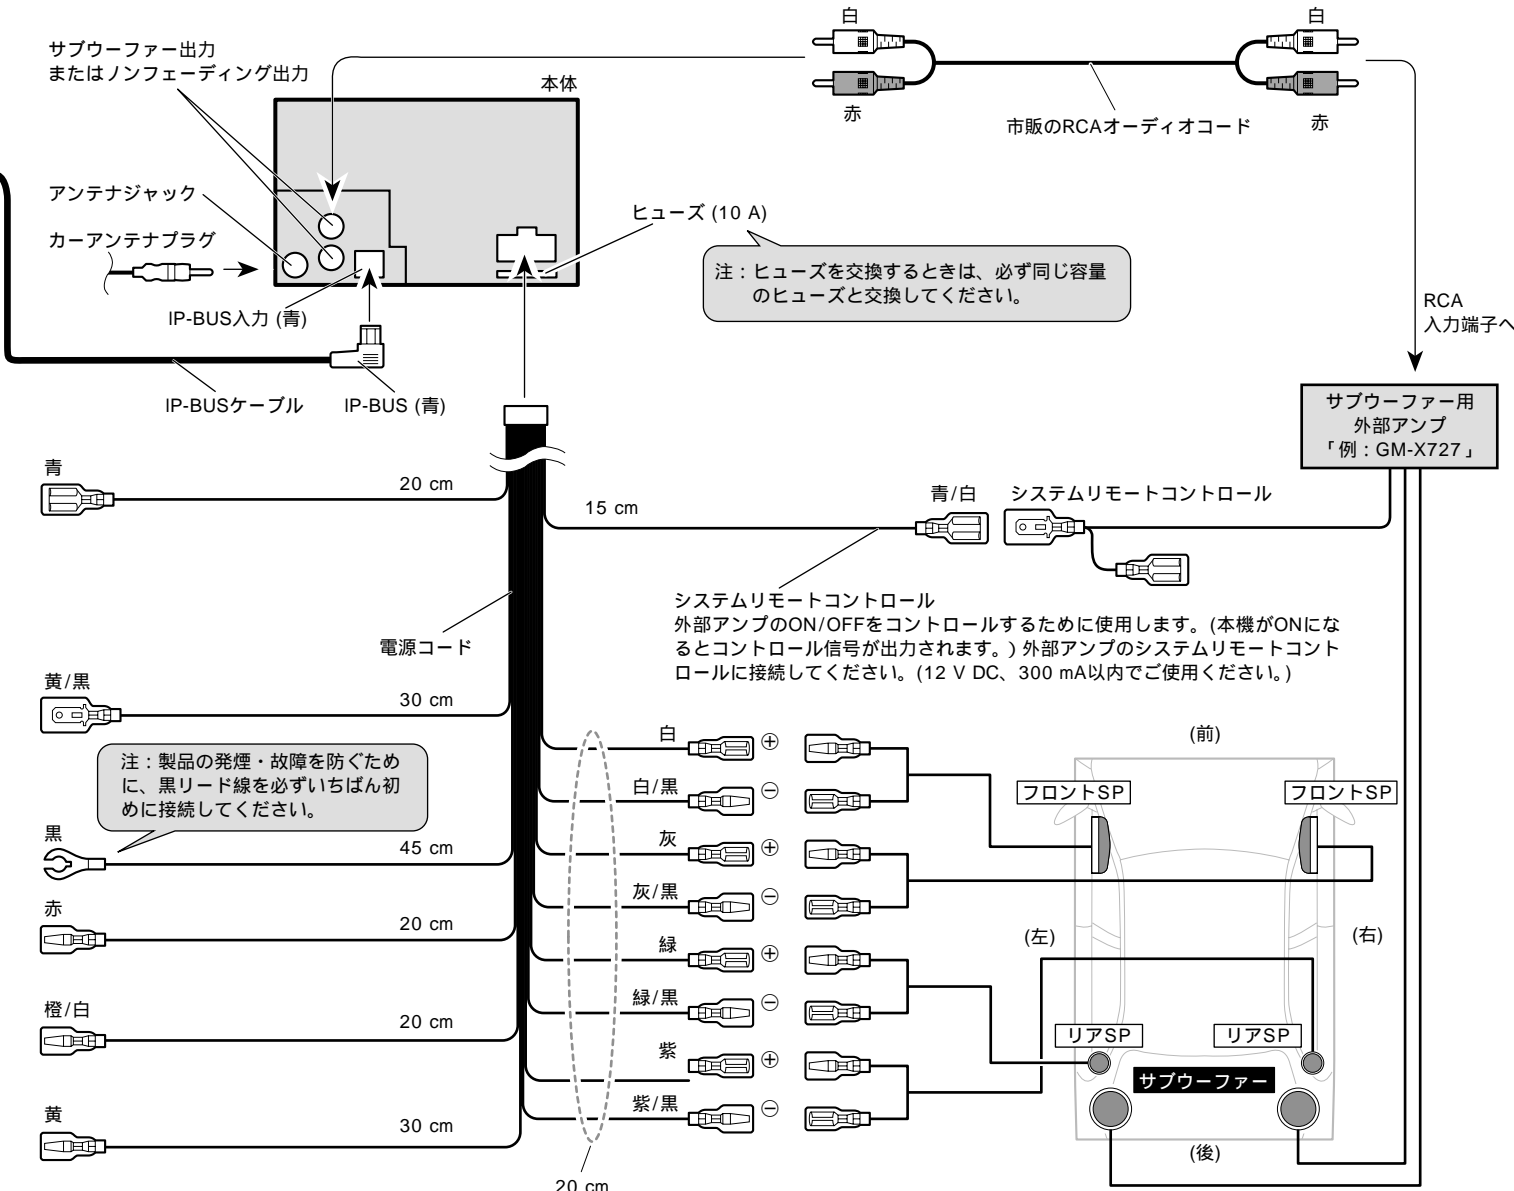 白
白
サブウーファー出力
またはノンフェーディング出力
本体
赤
赤
市販のRCAオーディオコード
アンテナジャック
ヒューズ (10 A)
カーアンテナプラグ
注：ヒューズを交換するときは、必ず同じ容量
のヒューズと交換してください。
IP-BUS入力 (青)
RCA
入力端子へ
IP-BUSケーブル
IP-BUS (青)
サブウーファー用
外部アンプ
「例：GM-X727」
青
20 cm
15 cm
青/白
システムリモートコントロール
システムリモートコントロール
外部アンプのON/OFFをコントロールするために使用します。(本機がONにな
るとコントロール信号が出力されます。) 外部アンプのシステムリモートコント
ロールに接続してください。(12 V DC、300 mA以内でご使用ください。)
電源コード
黄/黒
30 cm
注：製品の発煙・故障を防ぐため
に、黒リード線を必ずいちばん初
めに接続してください。
黒
45 cm
赤
20 cm
橙/白
20 cm
黄
30 cm
白
⊕
白/黒
⊖
灰
⊕
灰/黒
⊖
緑
⊕
緑/黒
⊖
紫
⊕
紫/黒
⊖
20 cm
(前)
フロントSP
フロントSP
(左)
(右)
リアSP
リアSP
サブウーファー
(後)